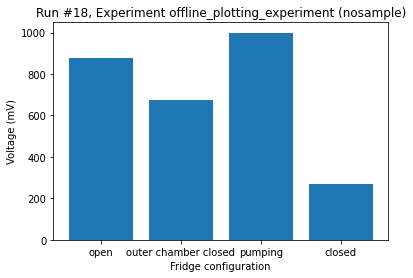 Run #18, Experiment offline_plotting_experiment (nosample)
1000
800
600
400
200
0
Voltage (mV)
open outer chamber closed pumping closed
Fridge configuration